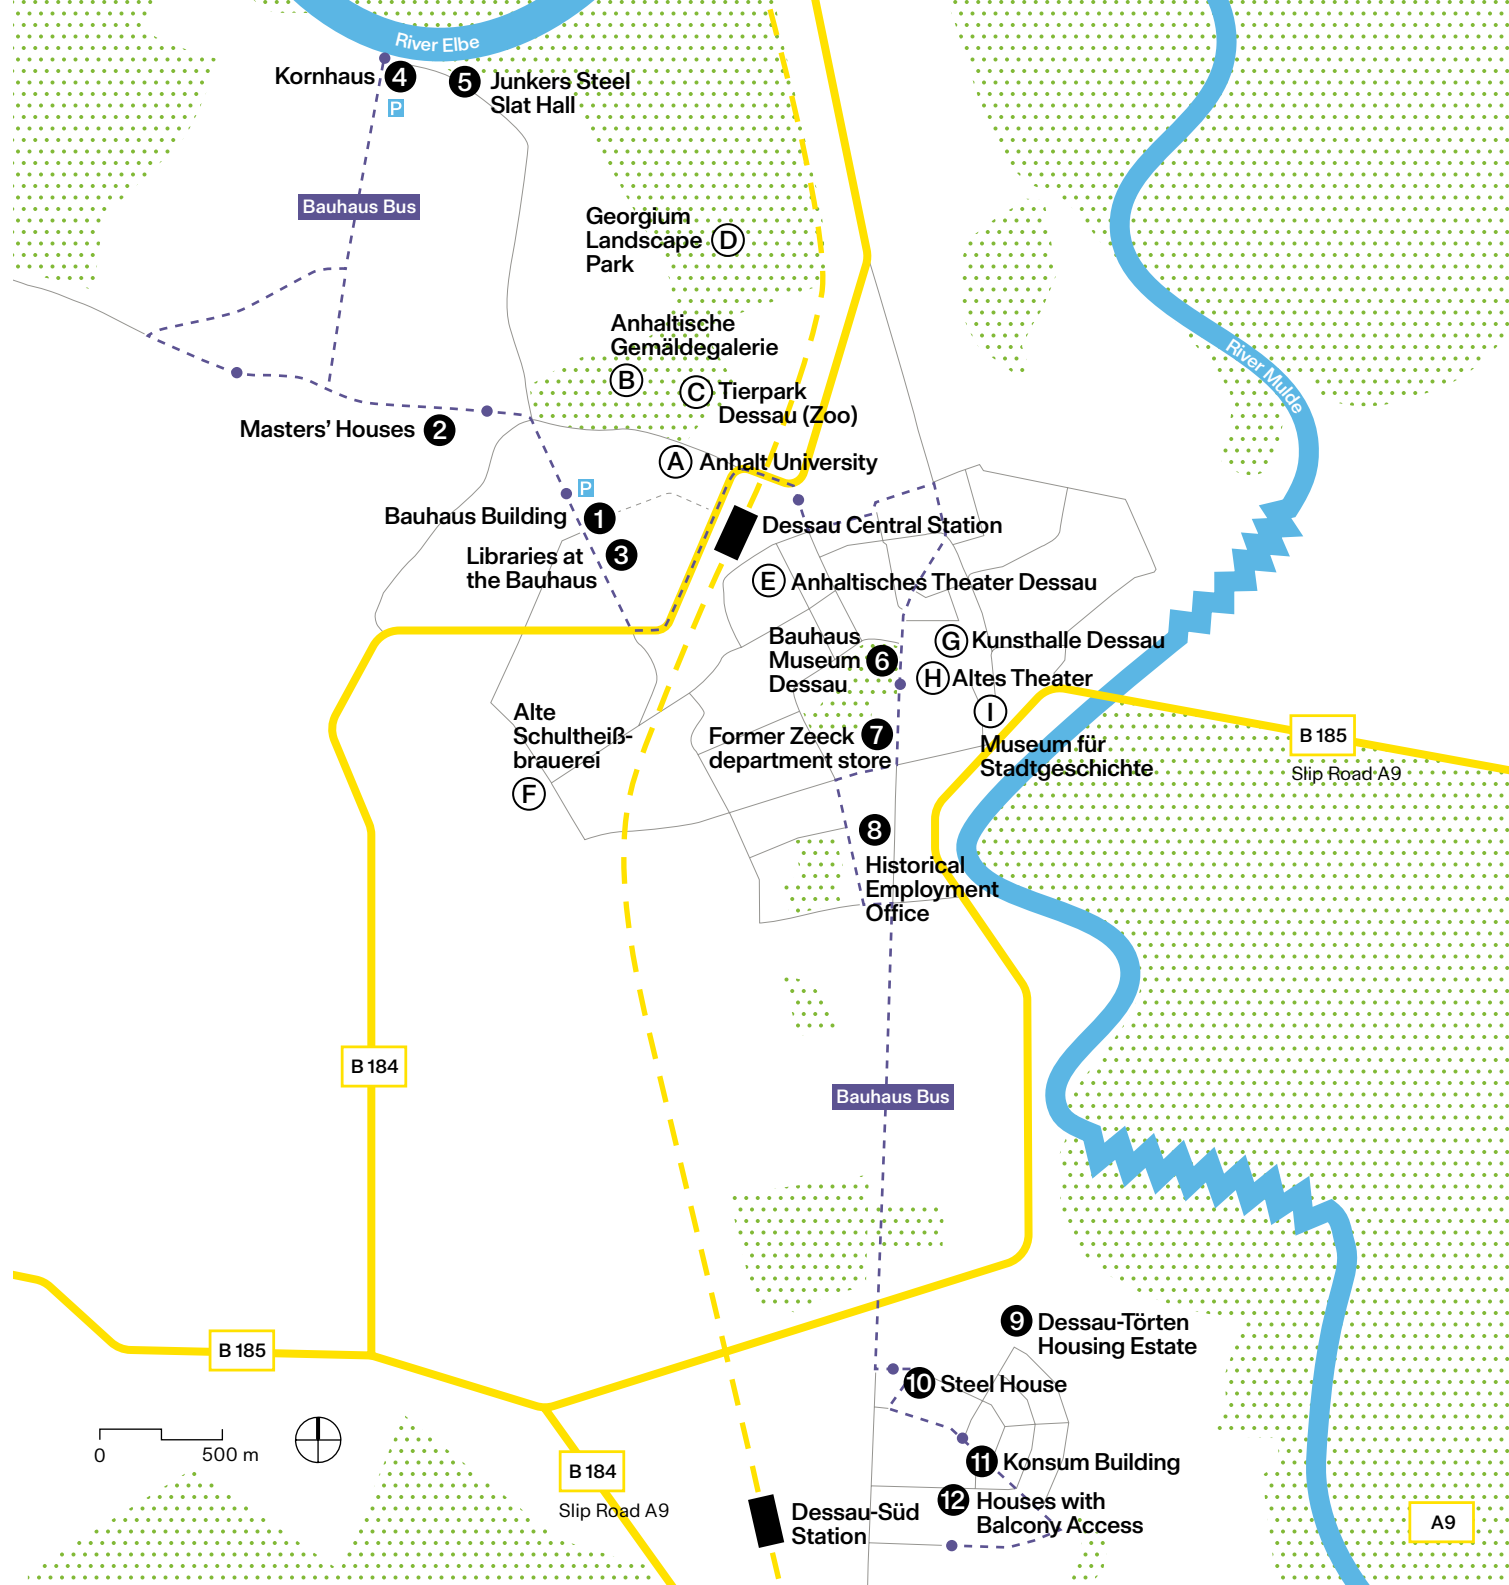 River Elbe
Kornhaus 4
5 Junkers Steel
Slat Hall
P
Bauhaus Bus
Georgium
Landscape D
Park
Anhaltische
Gemäldegalerie
B
C Tierpark
Dessau (Zoo)
River Mulde
Masters’ Houses 2
A Anhalt University
P
Bauhaus Building 1
Dessau Central Station
Libraries at 3
the Bauhaus
E Anhaltisches Theater Dessau
Bauhaus
Museum 6
Dessau
G Kunsthalle Dessau
H Altes Theater
I
Museum für
Stadtgeschichte
Alte
Schultheiß-
brauerei
F
Former Zeeck 7
department store
B 185
Slip Road A9
8
Historical
Employment
Office
B 184
Bauhaus Bus
9 Dessau-Törten
Housing Estate
B 185
10 Steel House
0 500 m
11 Konsum Building
B 184
Slip Road A9
12 Houses with
Balcony Access
Dessau-Süd
Station
A9